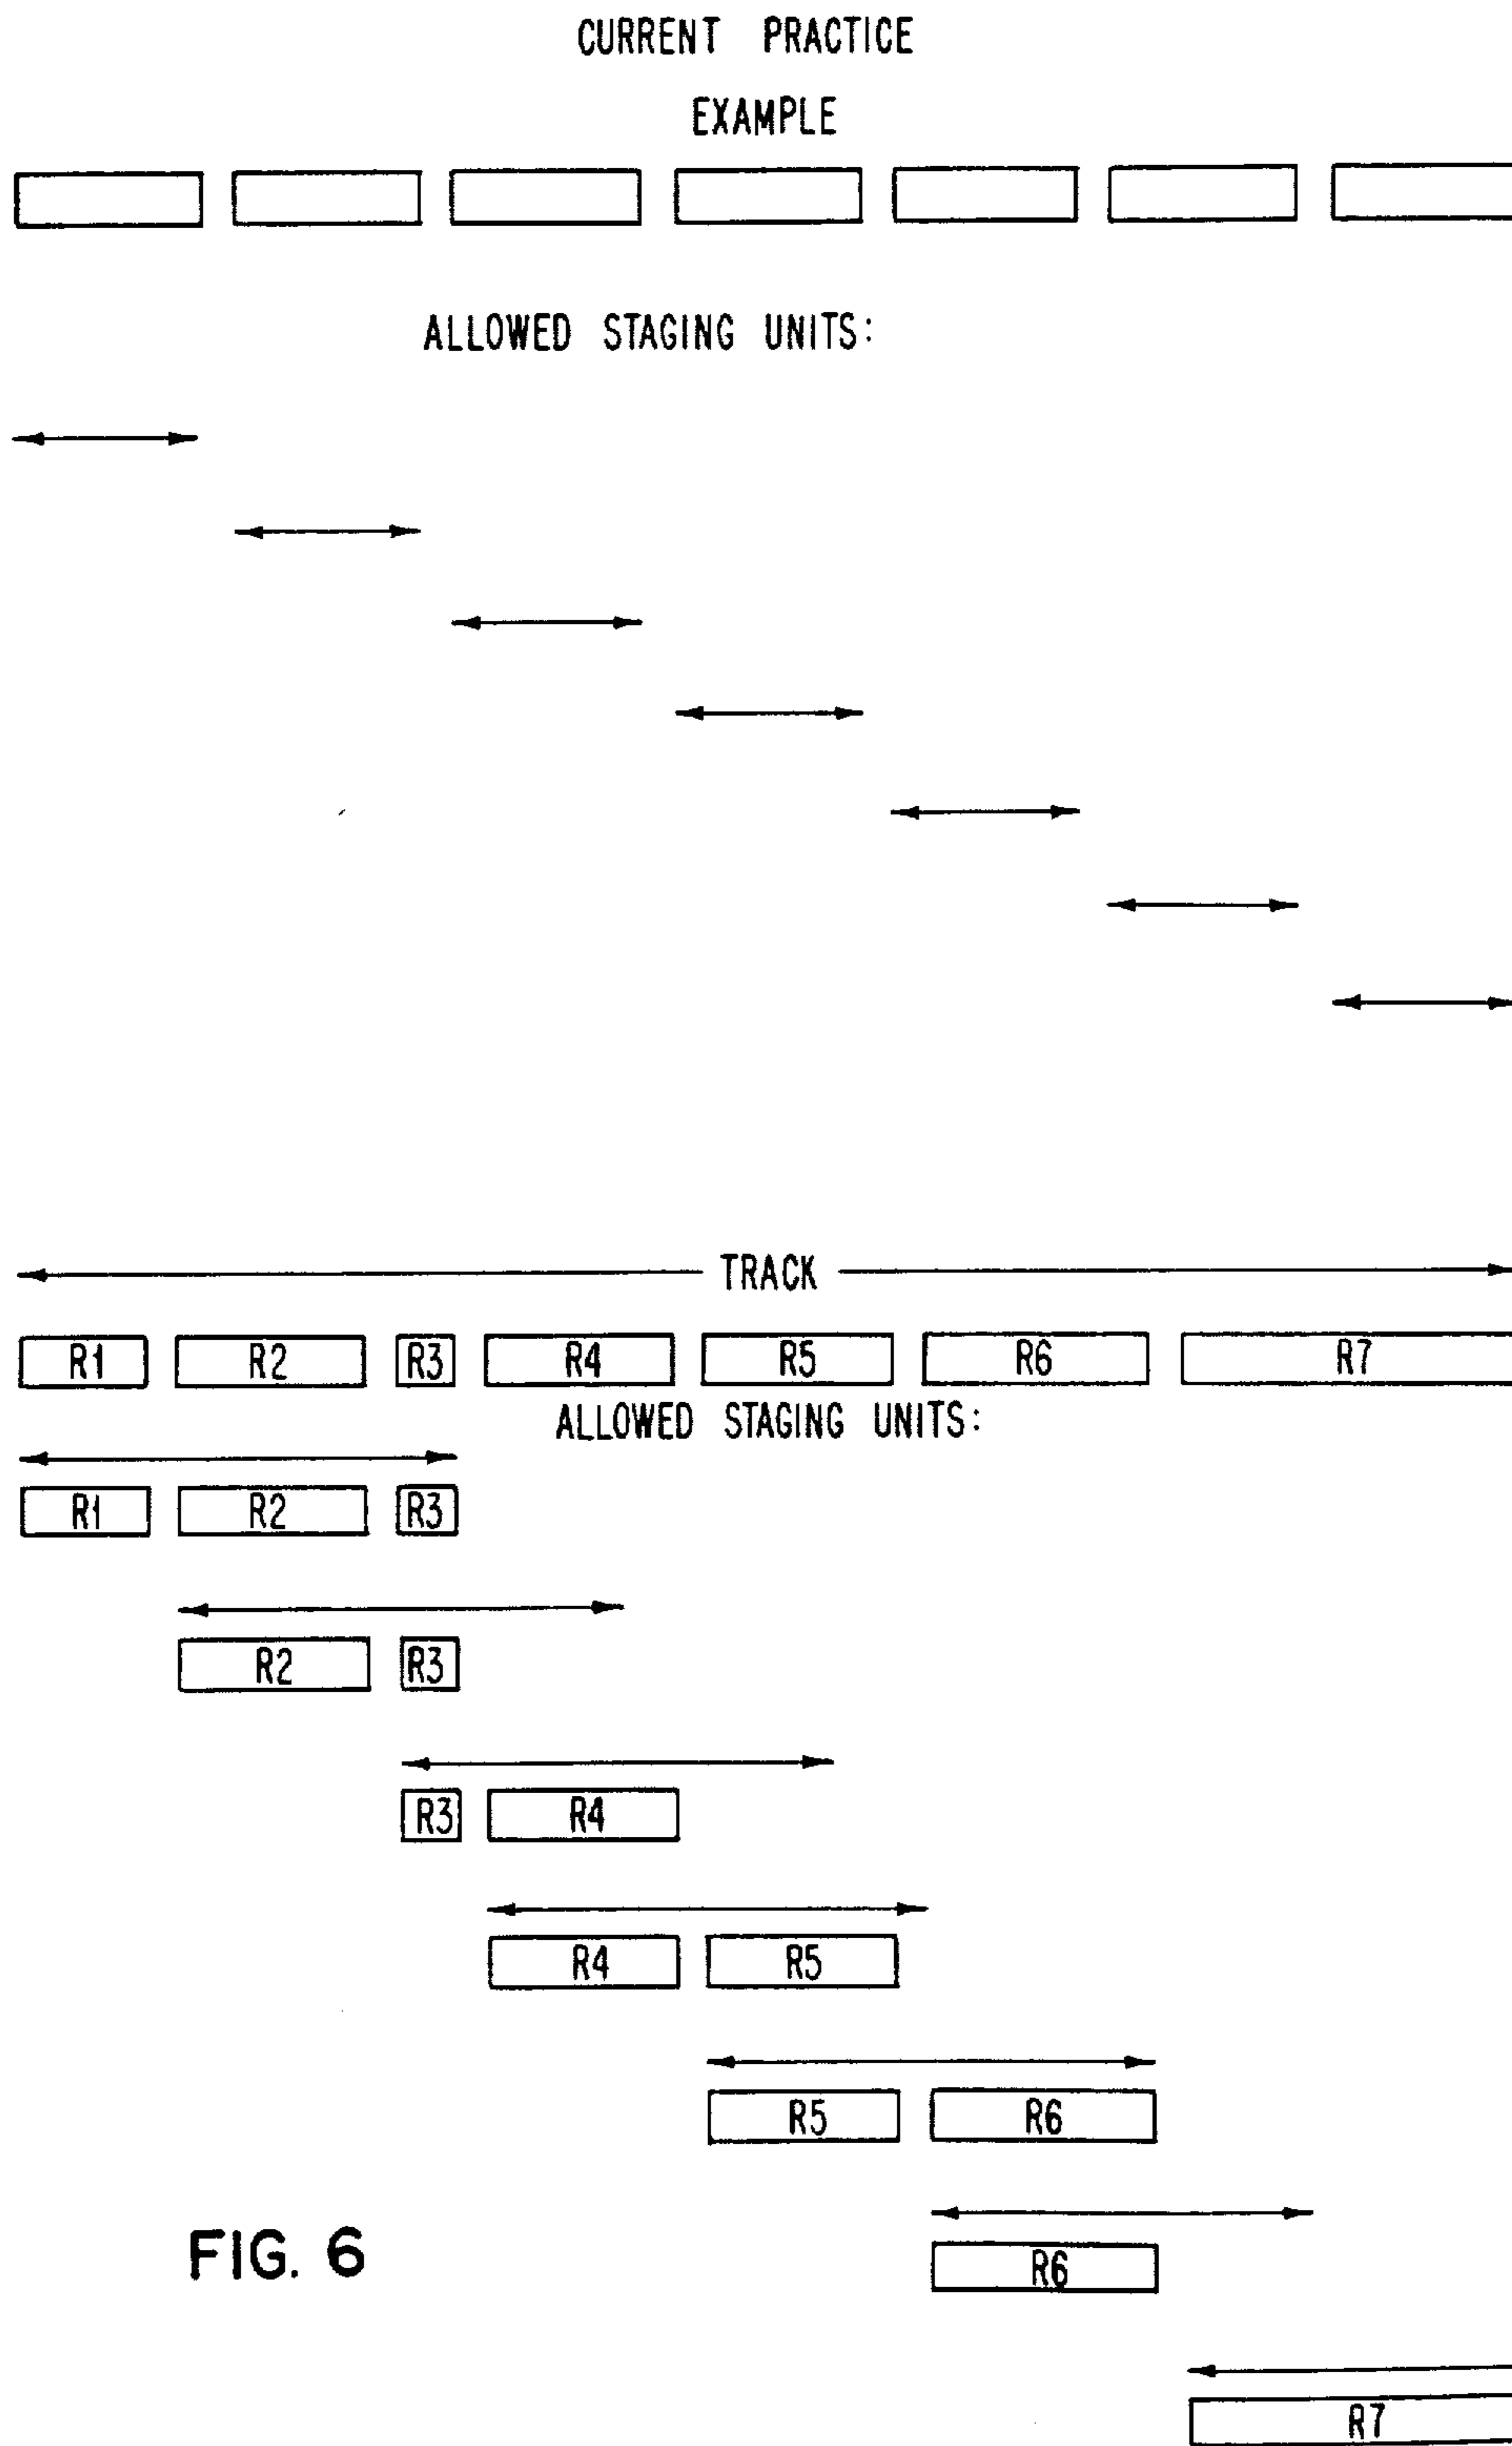 CURRENT PRACTICE
EXAMPLE
ALLOWED STAGING UNITS:
TRACK
R1 R2 R3 R4 R5 R6 R7
ALLOWED STAGING UNITS:
R1 R2 R3
R2 R3
R3 R4
R4 R5
R5 R6
R6
R7
FIG. 6